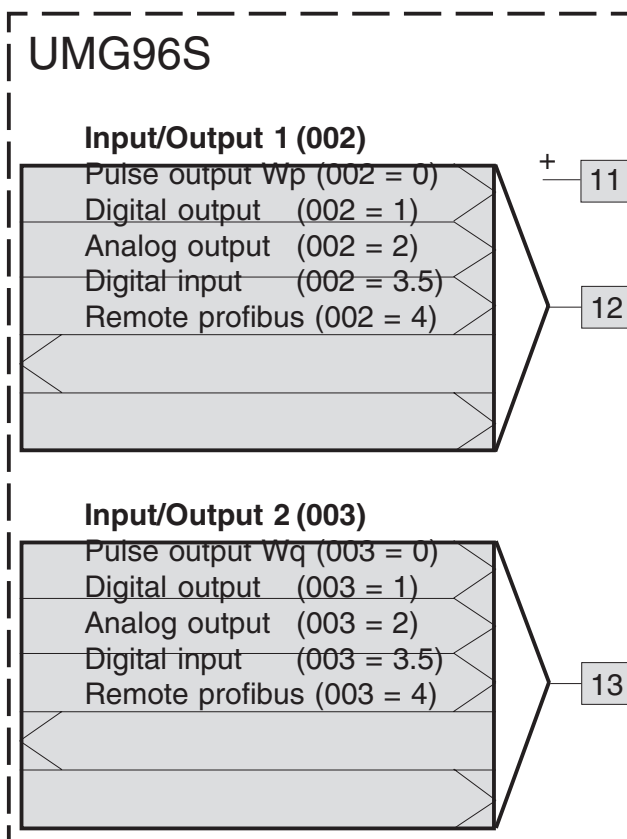 UMG96S
Input/Output 1 (002)
Pulse output Wp (002 = 0)
Digital output (002 = 1)
Analog output (002 = 2)
Digital input (002 = 3.5)
Remote profibus (002 = 4)
+
11
12
Input/Output 2 (003)
Pulse output Wq (003 = 0)
Digital output (003 = 1)
Analog output (003 = 2)
Digital input (003 = 3.5)
Remote profibus (003 = 4)
13